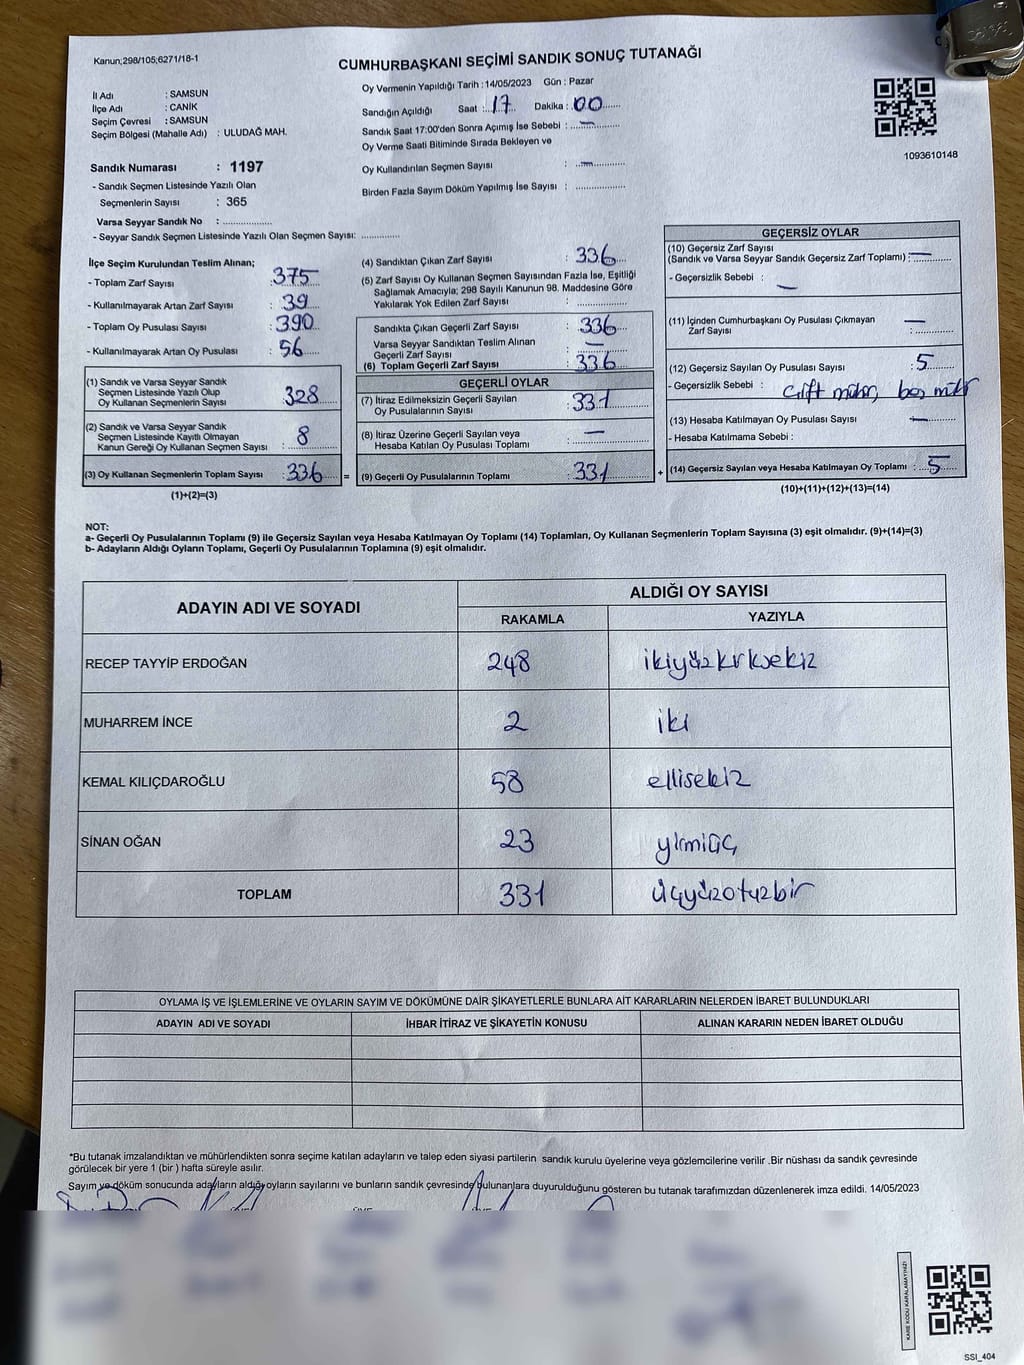 Kanun;298/105;6271/18-1
CUMHURBAŞKANI SEÇİMİ SANDIK SONUÇ TUTANAĞI
İl Adı : SAMSUN
İlçe Adı : CANİK
Seçim Çevresi : SAMSUN
Seçim Bölgesi (Mahalle Adı) : ULUDAĞ MAH.
Sandık Numarası : 1197
- Sandık Seçmen Listesinde Yazılı Olan
Seçmenlerin Sayısı : 365
Varsa Seyyar Sandık No : ..............
- Seyyar Sandık Seçmen Listesinde Yazılı Olan Seçmen Sayısı: ............
Oy Vermenin Yapıldığı Tarih :14/05/2023 Gün : Pazar
Sandığın Açıldığı Saat : 17 Dakika : 00
Sandık Saat 17:00'den Sonra Açımış İse Sebebi : —
Oy Verme Saati Bitiminde Sırada Bekleyen ve
Oy Kullandırılan Seçmen Sayısı : —
Birden Fazla Sayım Döküm Yapılmış İse Sayısı : ..............
1093610148
İlçe Seçim Kurulundan Teslim Alınan;
- Toplam Zarf Sayısı : 375
- Kullanılmayarak Artan Zarf Sayısı : 39
- Toplam Oy Pusulası Sayısı : 390
- Kullanılmayarak Artan Oy Pusulası : 56
(1) Sandık ve Varsa Seyyar Sandık
Seçmen Listesinde Yazılı Olup
Oy Kullanan Seçmenlerin Sayısı : 328
(2) Sandık ve Varsa Seyyar Sandık
Seçmen Listesinde Kayıtlı Olmayan
Kanun Gereği Oy Kullanan Seçmen Sayısı : 8
(3) Oy Kullanan Seçmenlerin Toplam Sayısı : 336 =
(1)+(2)=(3)
(4) Sandıktan Çıkan Zarf Sayısı : 336
(5) Zarf Sayısı Oy Kullanan Seçmen Sayısından Fazla İse, Eşitliği
Sağlamak Amacıyla; 298 Sayılı Kanunun 98. Maddesine Göre
Yakılarak Yok Edilen Zarf Sayısı : ..............
Sandıkta Çıkan Geçerli Zarf Sayısı : 336
Varsa Seyyar Sandıktan Teslim Alınan
Geçerli Zarf Sayısı : —
(6) Toplam Geçerli Zarf Sayısı : 336
GEÇERLİ OYLAR
(7) İtiraz Edilmeksizin Geçerli Sayılan
Oy Pusulalarının Sayısı : 331
(8) İtiraz Üzerine Geçerli Sayılan veya
Hesaba Katılan Oy Pusulası Toplamı : —
(9) Geçerli Oy Pusulalarının Toplamı : 331 +
GEÇERSİZ OYLAR
(10) Geçersiz Zarf Sayısı
(Sandık ve Varsa Seyyar Sandık Geçersiz Zarf Toplamı) : —
- Geçersizlik Sebebi : —
(11) İçinden Cumhurbaşkanı Oy Pusulası Çıkmayan
Zarf Sayısı : —
(12) Geçersiz Sayılan Oy Pusulası Sayısı : 5
- Geçersizlik Sebebi : Çift mühür,
(13) Hesaba Katılmayan Oy Pusulası Sayısı : —
- Hesaba Katılmama Sebebi :
(14) Geçersiz Sayılan veya Hesaba Katılmayan Oy Toplamı : 5
(10)+(11)+(12)+(13)=(14)
NOT:
a- Geçerli Oy Pusulalarının Toplamı (9) ile Geçersiz Sayılan veya Hesaba Katılmayan Oy Toplamı (14) Toplamları, Oy Kullanan Seçmenlerin Toplam Sayısına (3) eşit olmalıdır. (9)+(14)=(3)
b- Adayların Aldığı Oyların Toplamı, Geçerli Oy Pusulalarının Toplamına (9) eşit olmalıdır.
ADAYIN ADI VE SOYADI ALDIĞI OY SAYISI
RAKAMLA YAZIYLA
RECEP TAYYİP ERDOĞAN 248 ikiyüzkırksekiz
MUHARREM İNCE 2 iki
KEMAL KILIÇDAROĞLU 58 ellisekiz
SİNAN OĞAN 23 yirmiüç
TOPLAM 331 üçyüzotuzbir
OYLAMA İŞ VE İŞLEMLERİNE VE OYLARIN SAYIM VE DÖKÜMÜNE DAİR ŞİKAYETLERLE BUNLARA AİT KARARLARIN NELERDEN İBARET BULUNDUKLARI
ADAYIN ADI VE SOYADI İHBAR İTİRAZ VE ŞİKAYETİN KONUSU ALINAN KARARIN NEDEN İBARET OLDUĞU
*Bu tutanak imzalandıktan ve mühürlendikten sonra seçime katılan adayların ve talep eden siyasi partilerin sandık kurulu üyelerine veya gözlemcilerine verilir .Bir nüshası da sandık çevresinde
görülecek bir yere 1 (bir ) hafta süreyle asılır.
Sayım ve döküm sonucunda adayların aldığı oyların sayılarını ve bunların sandık çevresinde bulunanlara duyurulduğunu gösteren bu tutanak tarafımızdan düzenlenerek imza edildi. 14/05/2023
KARE KODU KARALAMAYINIZ!
SSI_404